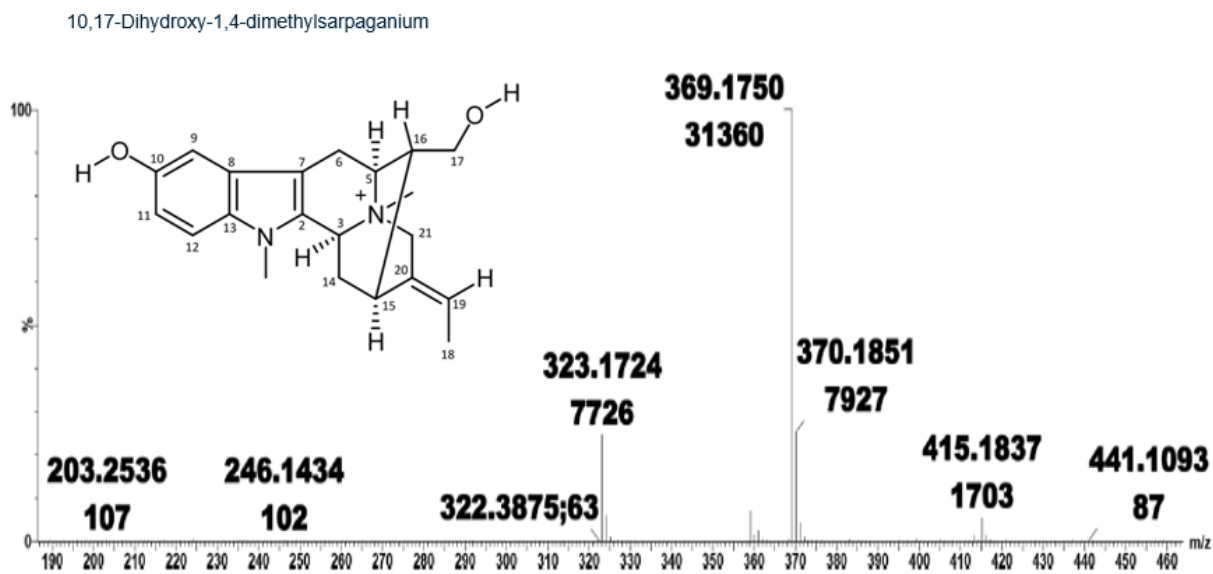 10,17-Dihydroxy-1,4-dimethylsarpaganium
369.1750
31360
100
H
O
H
H
H
16
17
9
10
8
7
6
5
H
O
+
N
11
12
13
N
2
3
H
14
21
20
15
19
H
18
H
%
323.1724
7726
370.1851
7927
415.1837
1703
441.1093
87
203.2536
107
246.1434
102
322.3875;63
0
190 200 210 220 230 240 250 260 270 280 290 300 310 320 330 340 350 360 370 380 390 400 410 420 430 440 450 460 m/z